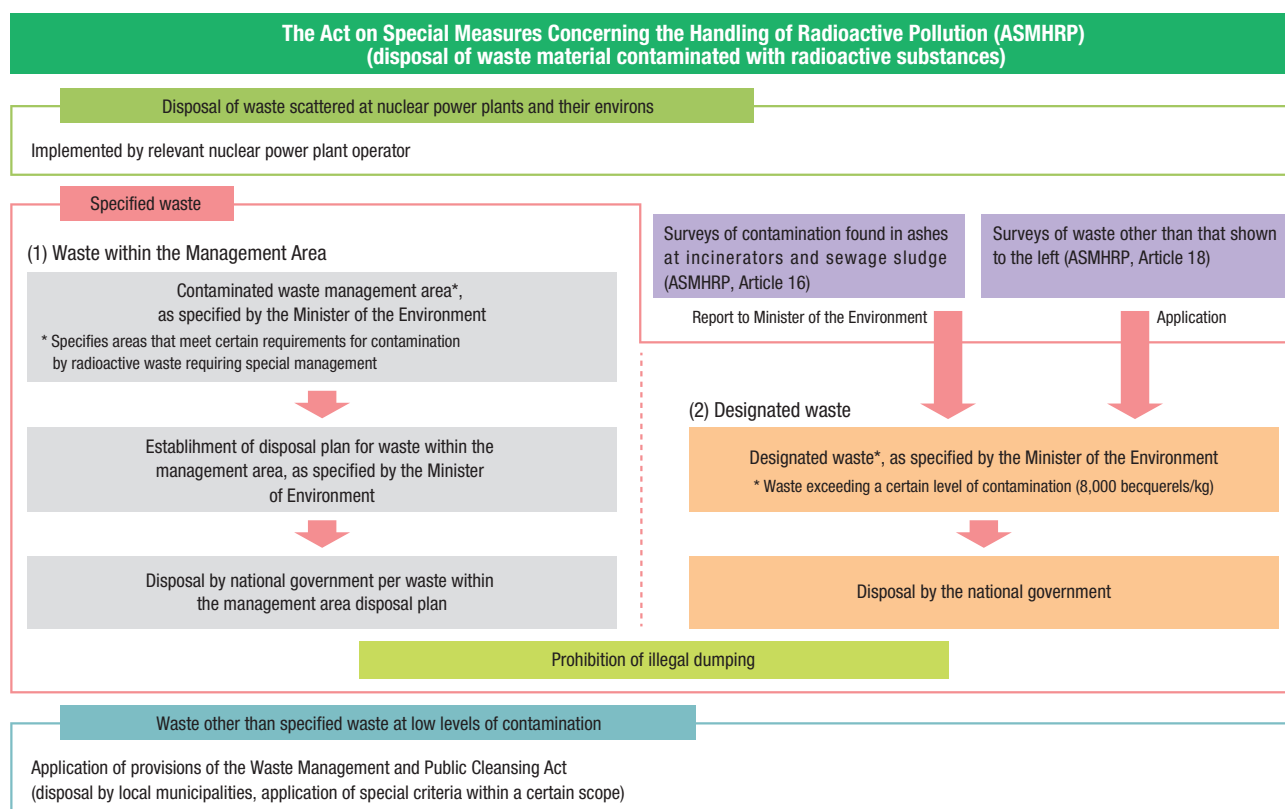 The Act on Special Measures Concerning the Handling of Radioactive Pollution (ASMHRP)
(disposal of waste material contaminated with radioactive substances)
Disposal of waste scattered at nuclear power plants and their environs
Implemented by relevant nuclear power plant operator
Specified waste
(1) Waste within the Management Area
Contaminated waste management area*,
as specified by the Minister of the Environment
* Specifies areas that meet certain requirements for contamination
by radioactive waste requiring special management
Establihment of disposal plan for waste within the
management area, as specified by the Minister
of Environment
Disposal by national government per waste within
the management area disposal plan
Surveys of contamination found in ashes
at incinerators and sewage sludge
(ASMHRP, Article 16)
Surveys of waste other than that shown
to the left (ASMHRP, Article 18)
Report to Minister of the Environment
Application
(2) Designated waste
Designated waste*, as specified by the Minister of the Environment
* Waste exceeding a certain level of contamination (8,000 becquerels/kg)
Disposal by the national government
Prohibition of illegal dumping
Waste other than specified waste at low levels of contamination
Application of provisions of the Waste Management and Public Cleansing Act
(disposal by local municipalities, application of special criteria within a certain scope)